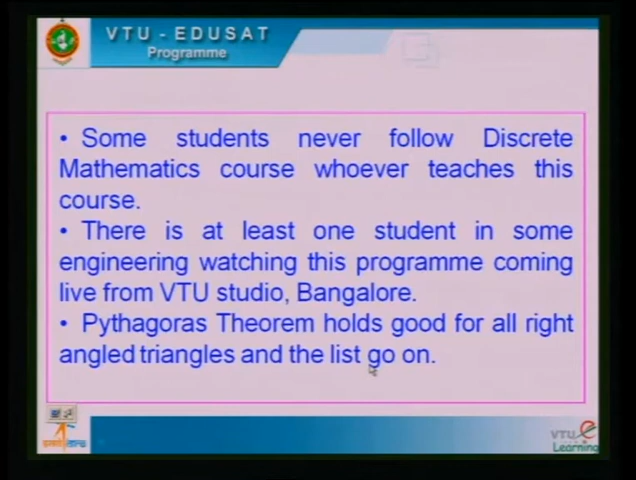 VTU - EDUSAT
Programme
• Some students never follow Discrete
Mathematics course whoever teaches this
course.
• There is at least one student in some
engineering watching this programme coming
live from VTU studio, Bangalore.
• Pythagoras Theorem holds good for all right
angled triangles and the list go on.
VTU e
Learning